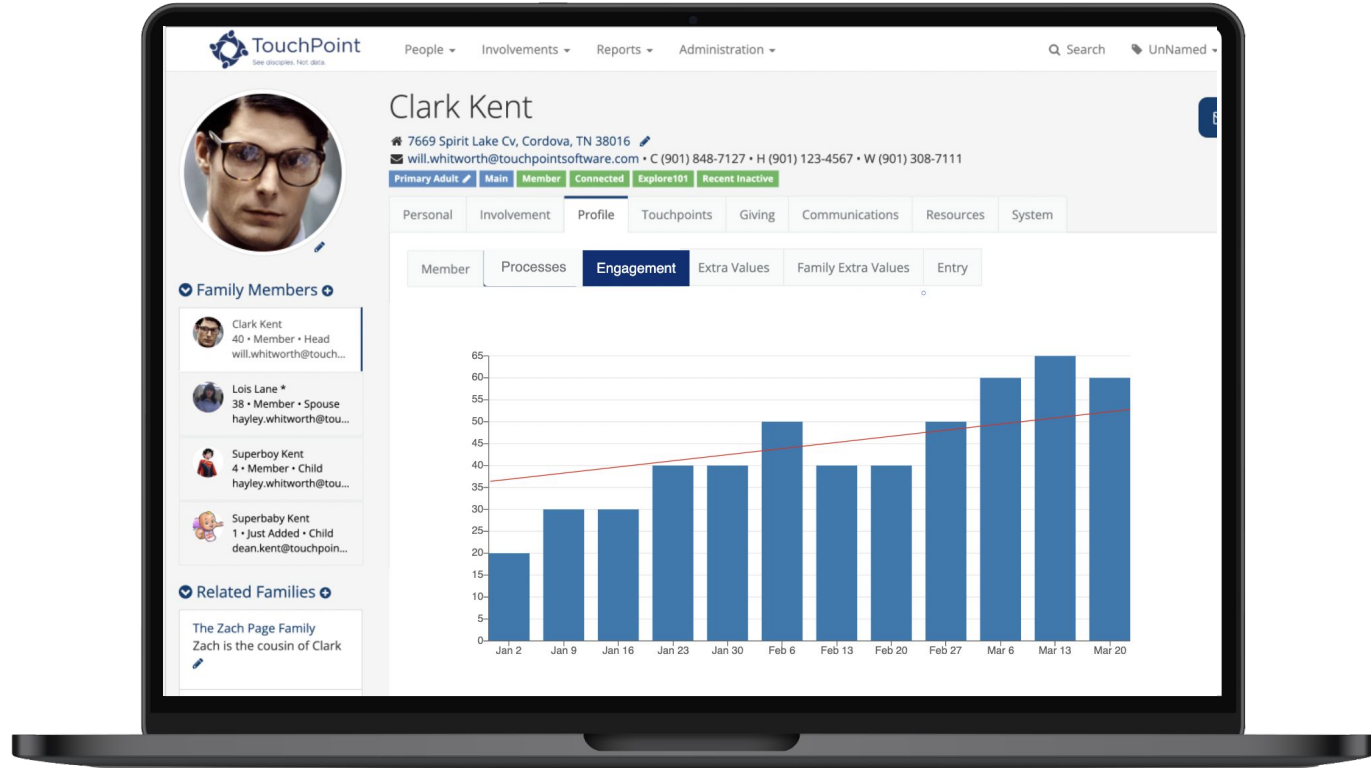 TouchPoint
See disciples. Not data.
People Involvements Reports Administration Search UnNamed
Clark Kent
7669 Spirit Lake Cv, Cordova, TN 38016
will.whitworth@touchpointsoftware.com • C (901) 848-7127 • H (901) 123-4567 • W (901) 308-7111
Primary Adult Main Member Connected Explore101 Recent Inactive
Personal Involvement Profile Touchpoints Giving Communications Resources System
Member Processes Engagement Extra Values Family Extra Values Entry
Family Members
Clark Kent
40 • Member • Head
will.whitworth@touch...
Lois Lane *
38 • Member • Spouse
hayley.whitworth@tou...
Superboy Kent
4 • Member • Child
hayley.whitworth@tou...
Superbaby Kent
1 • Just Added • Child
dean.kent@touchpoin...
Related Families
The Zach Page Family
Zach is the cousin of Clark
65
60
55
50
45
40
35
30
25
20
15
10
5
0
Jan 2 Jan 9 Jan 16 Jan 23 Jan 30 Feb 6 Feb 13 Feb 20 Feb 27 Mar 6 Mar 13 Mar 20